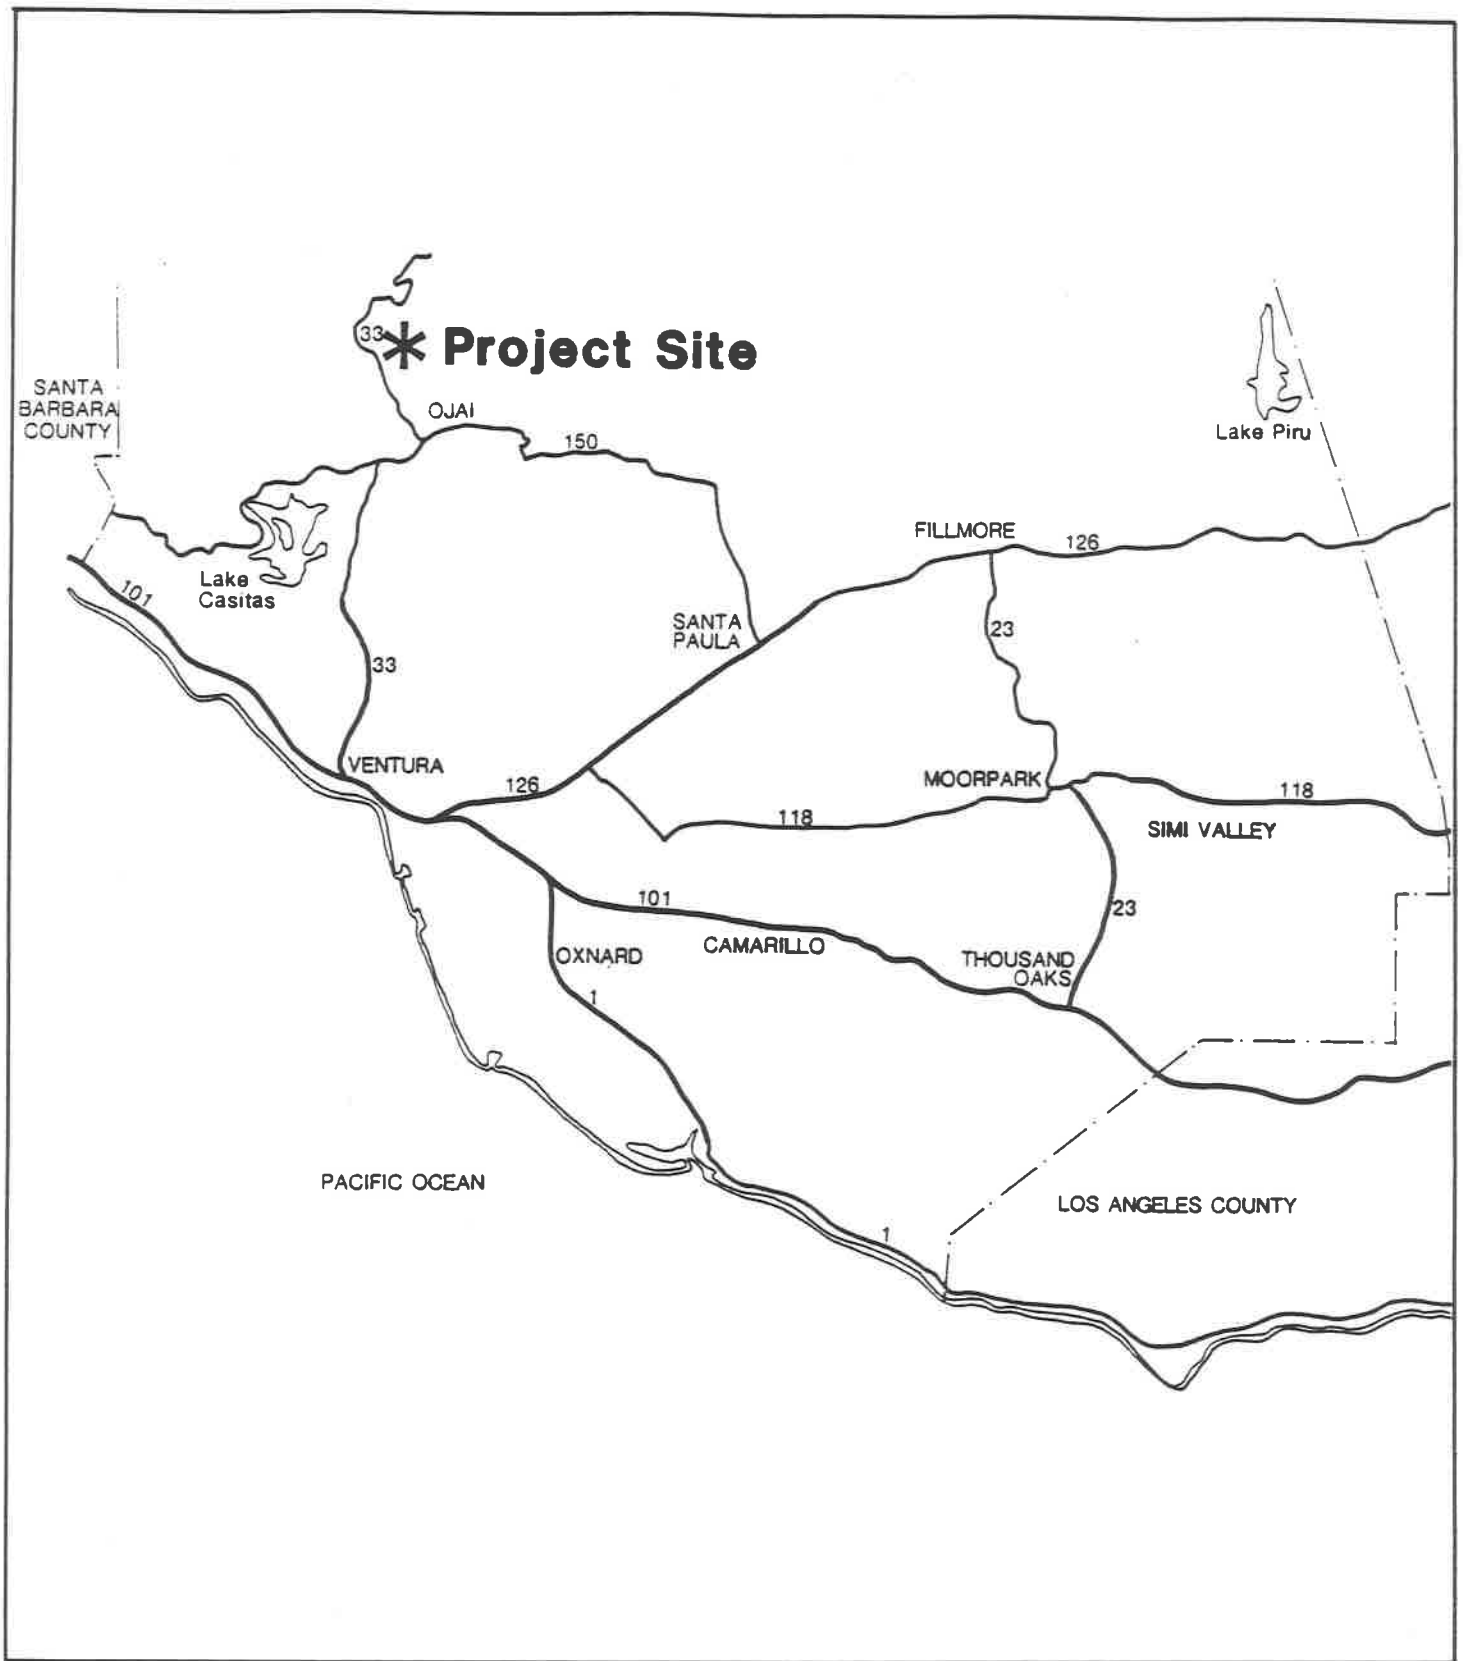 33
Project Site
SANTA
BARBARA
COUNTY
OJAI
150
Lake Piru
FILLMORE
126
Lake
Casitas
101
SANTA
PAULA
23
33
VENTURA
126
MOORPARK
118
118
SIMI VALLEY
101
23
CAMARILLO
OXNARD
THOUSAND
OAKS
1
PACIFIC OCEAN
LOS ANGELES COUNTY
1